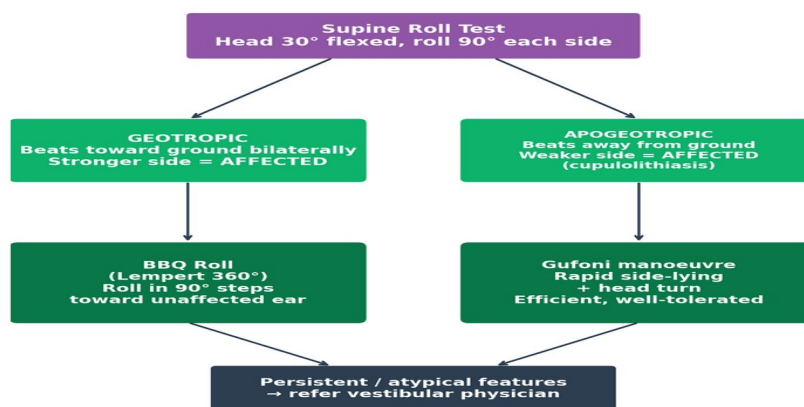 Supine Roll Test
Head 30° flexed, roll 90° each side
GEOTROPIC
Beats toward ground bilaterally
Stronger side = AFFECTED
APOGEOTROPIC
Beats away from ground
Weaker side = AFFECTED
(cupulolithiasis)
BBQ Roll
(Lempert 360°)
Roll in 90° steps
toward unaffected ear
Gufoni manoeuvre
Rapid side-lying
+ head turn
Efficient, well-tolerated
Persistent / atypical features
→ refer vestibular physician